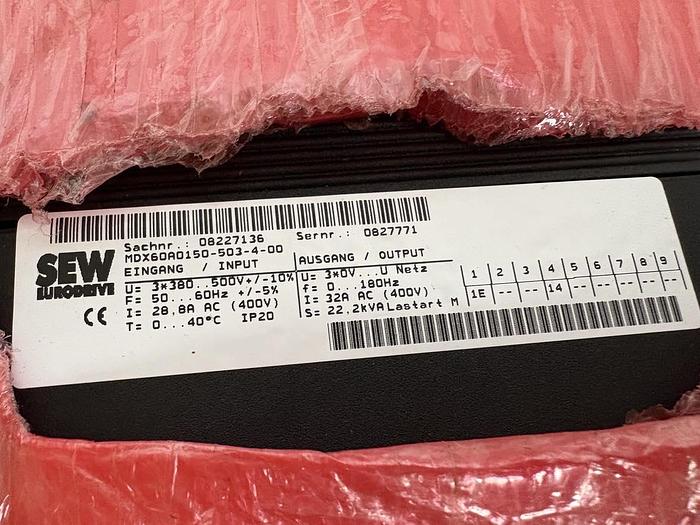 Sachnr.: 08227136 Sernr.: 0827771
MDX60A0150-503-4-00
SEW
EURODRIVE
CE
EINGANG / INPUT
U= 3*380...500V+/-10%
F= 50...60Hz +/-5%
I= 28,8A AC (400V)
T= 0...40°C IP20
AUSGANG / OUTPUT
U= 3*0V...U Netz
f= 0...180Hz
I= 32A AC (400V)
S= 22,2kVA Lastart M
1 2 3 4 5 6 7 8 9
1E -- -- 14 -- -- -- -- --